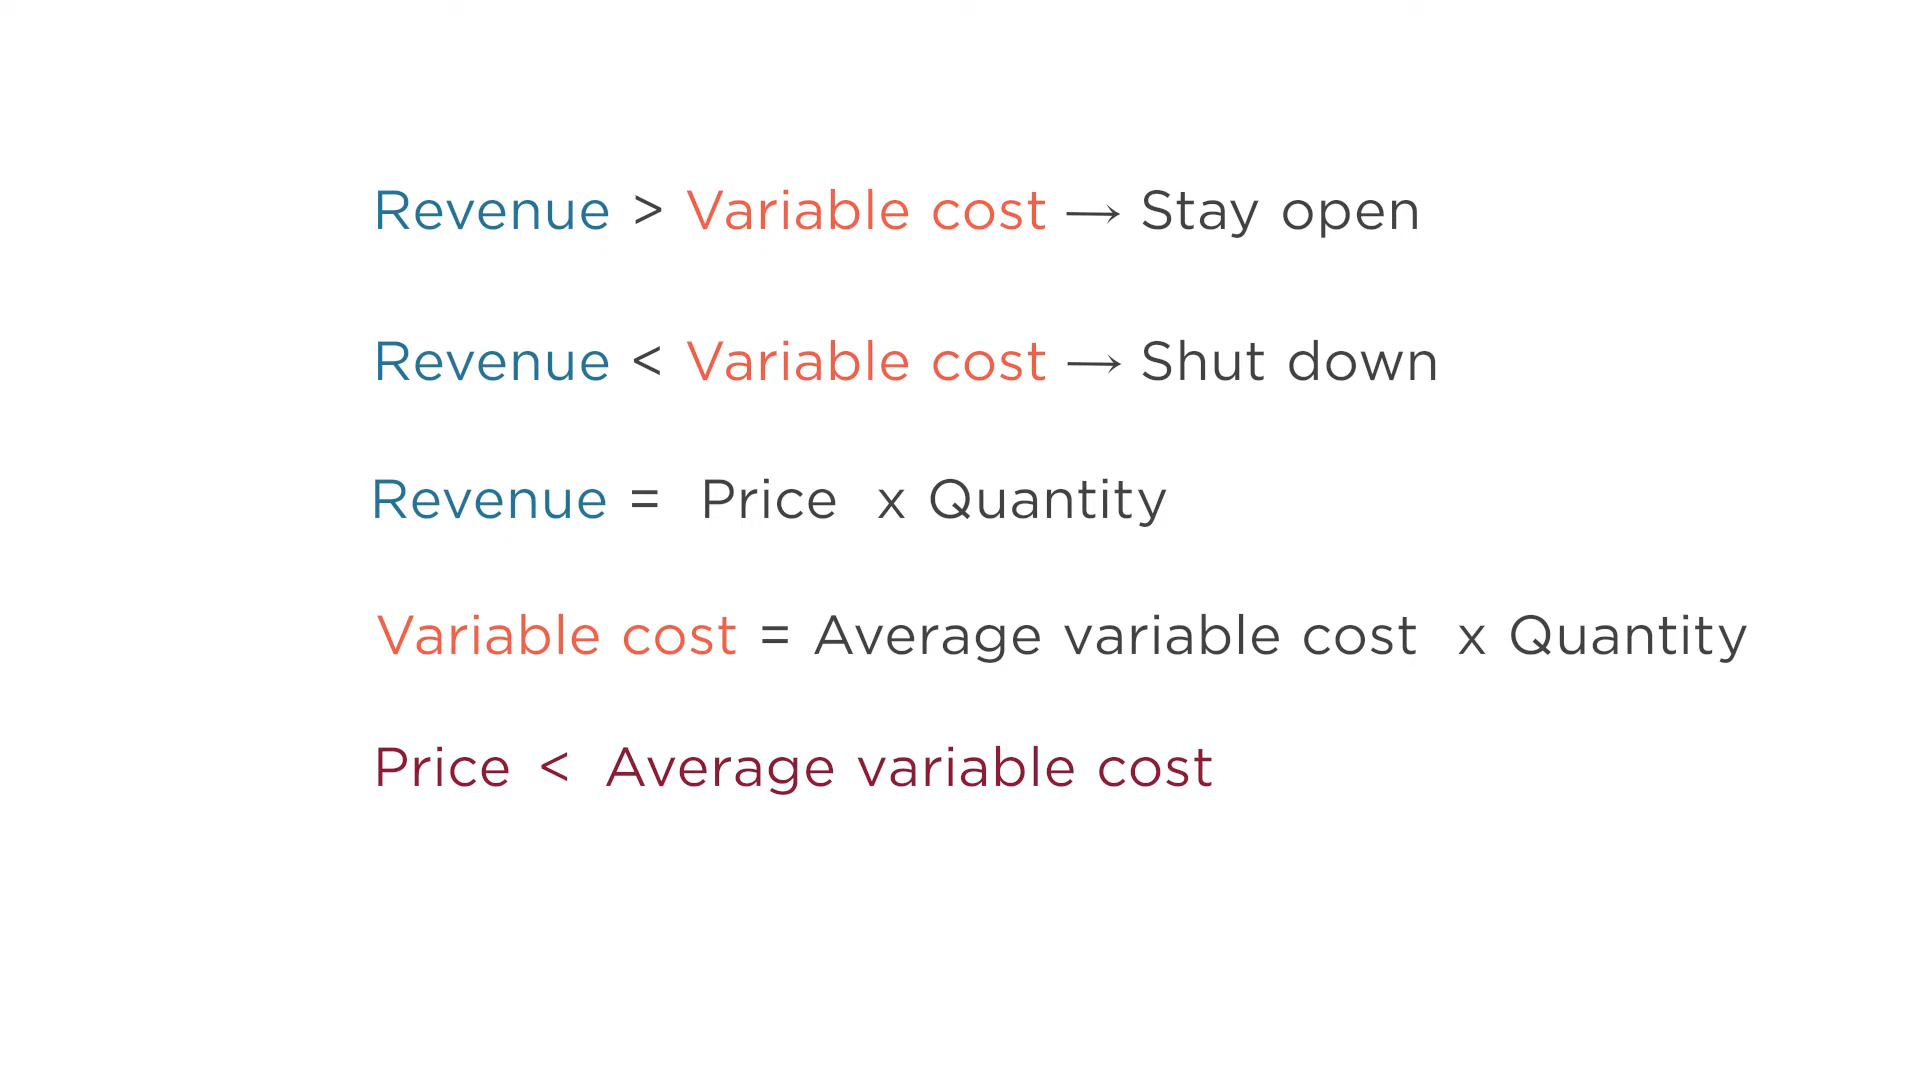 Revenue > Variable cost → Stay open
Revenue < Variable cost → Shut down
Revenue = Price x Quantity
Variable cost = Average variable cost x Quantity
Price < Average variable cost